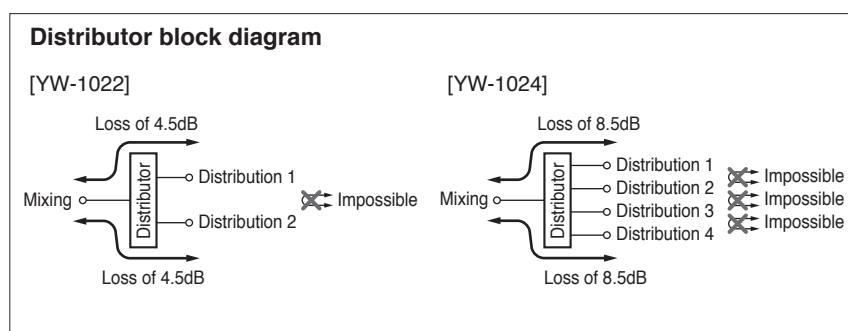 Distributor block diagram
[YW-1022]
Loss of 4.5dB
Mixing
Distributor
Distribution 1
Distribution 2
Impossible
Loss of 4.5dB
[YW-1024]
Loss of 8.5dB
Mixing
Distributor
Distribution 1
Distribution 2
Distribution 3
Distribution 4
Impossible
Impossible
Impossible
Loss of 8.5dB